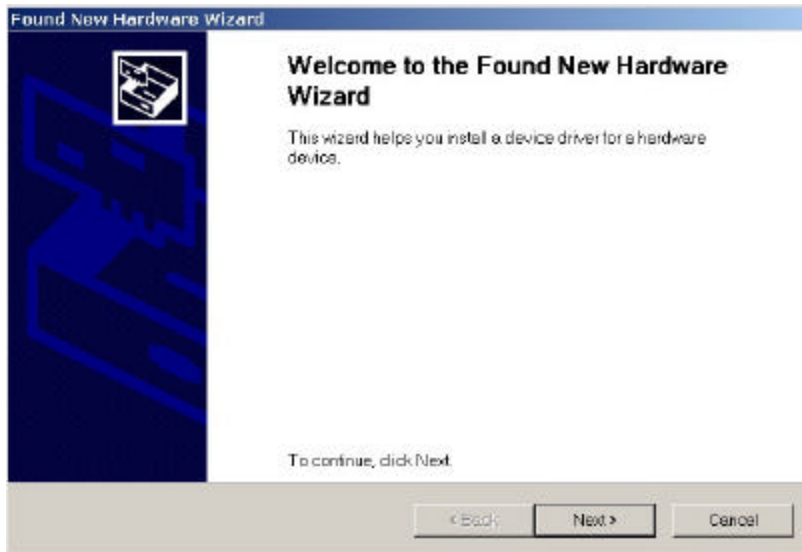 Found New Hardware Wizard
Welcome to the Found New Hardware
Wizard
This wizard helps you install a device driver for a hardware
device.
To continue, click Next.
< Back
Next >
Cancel